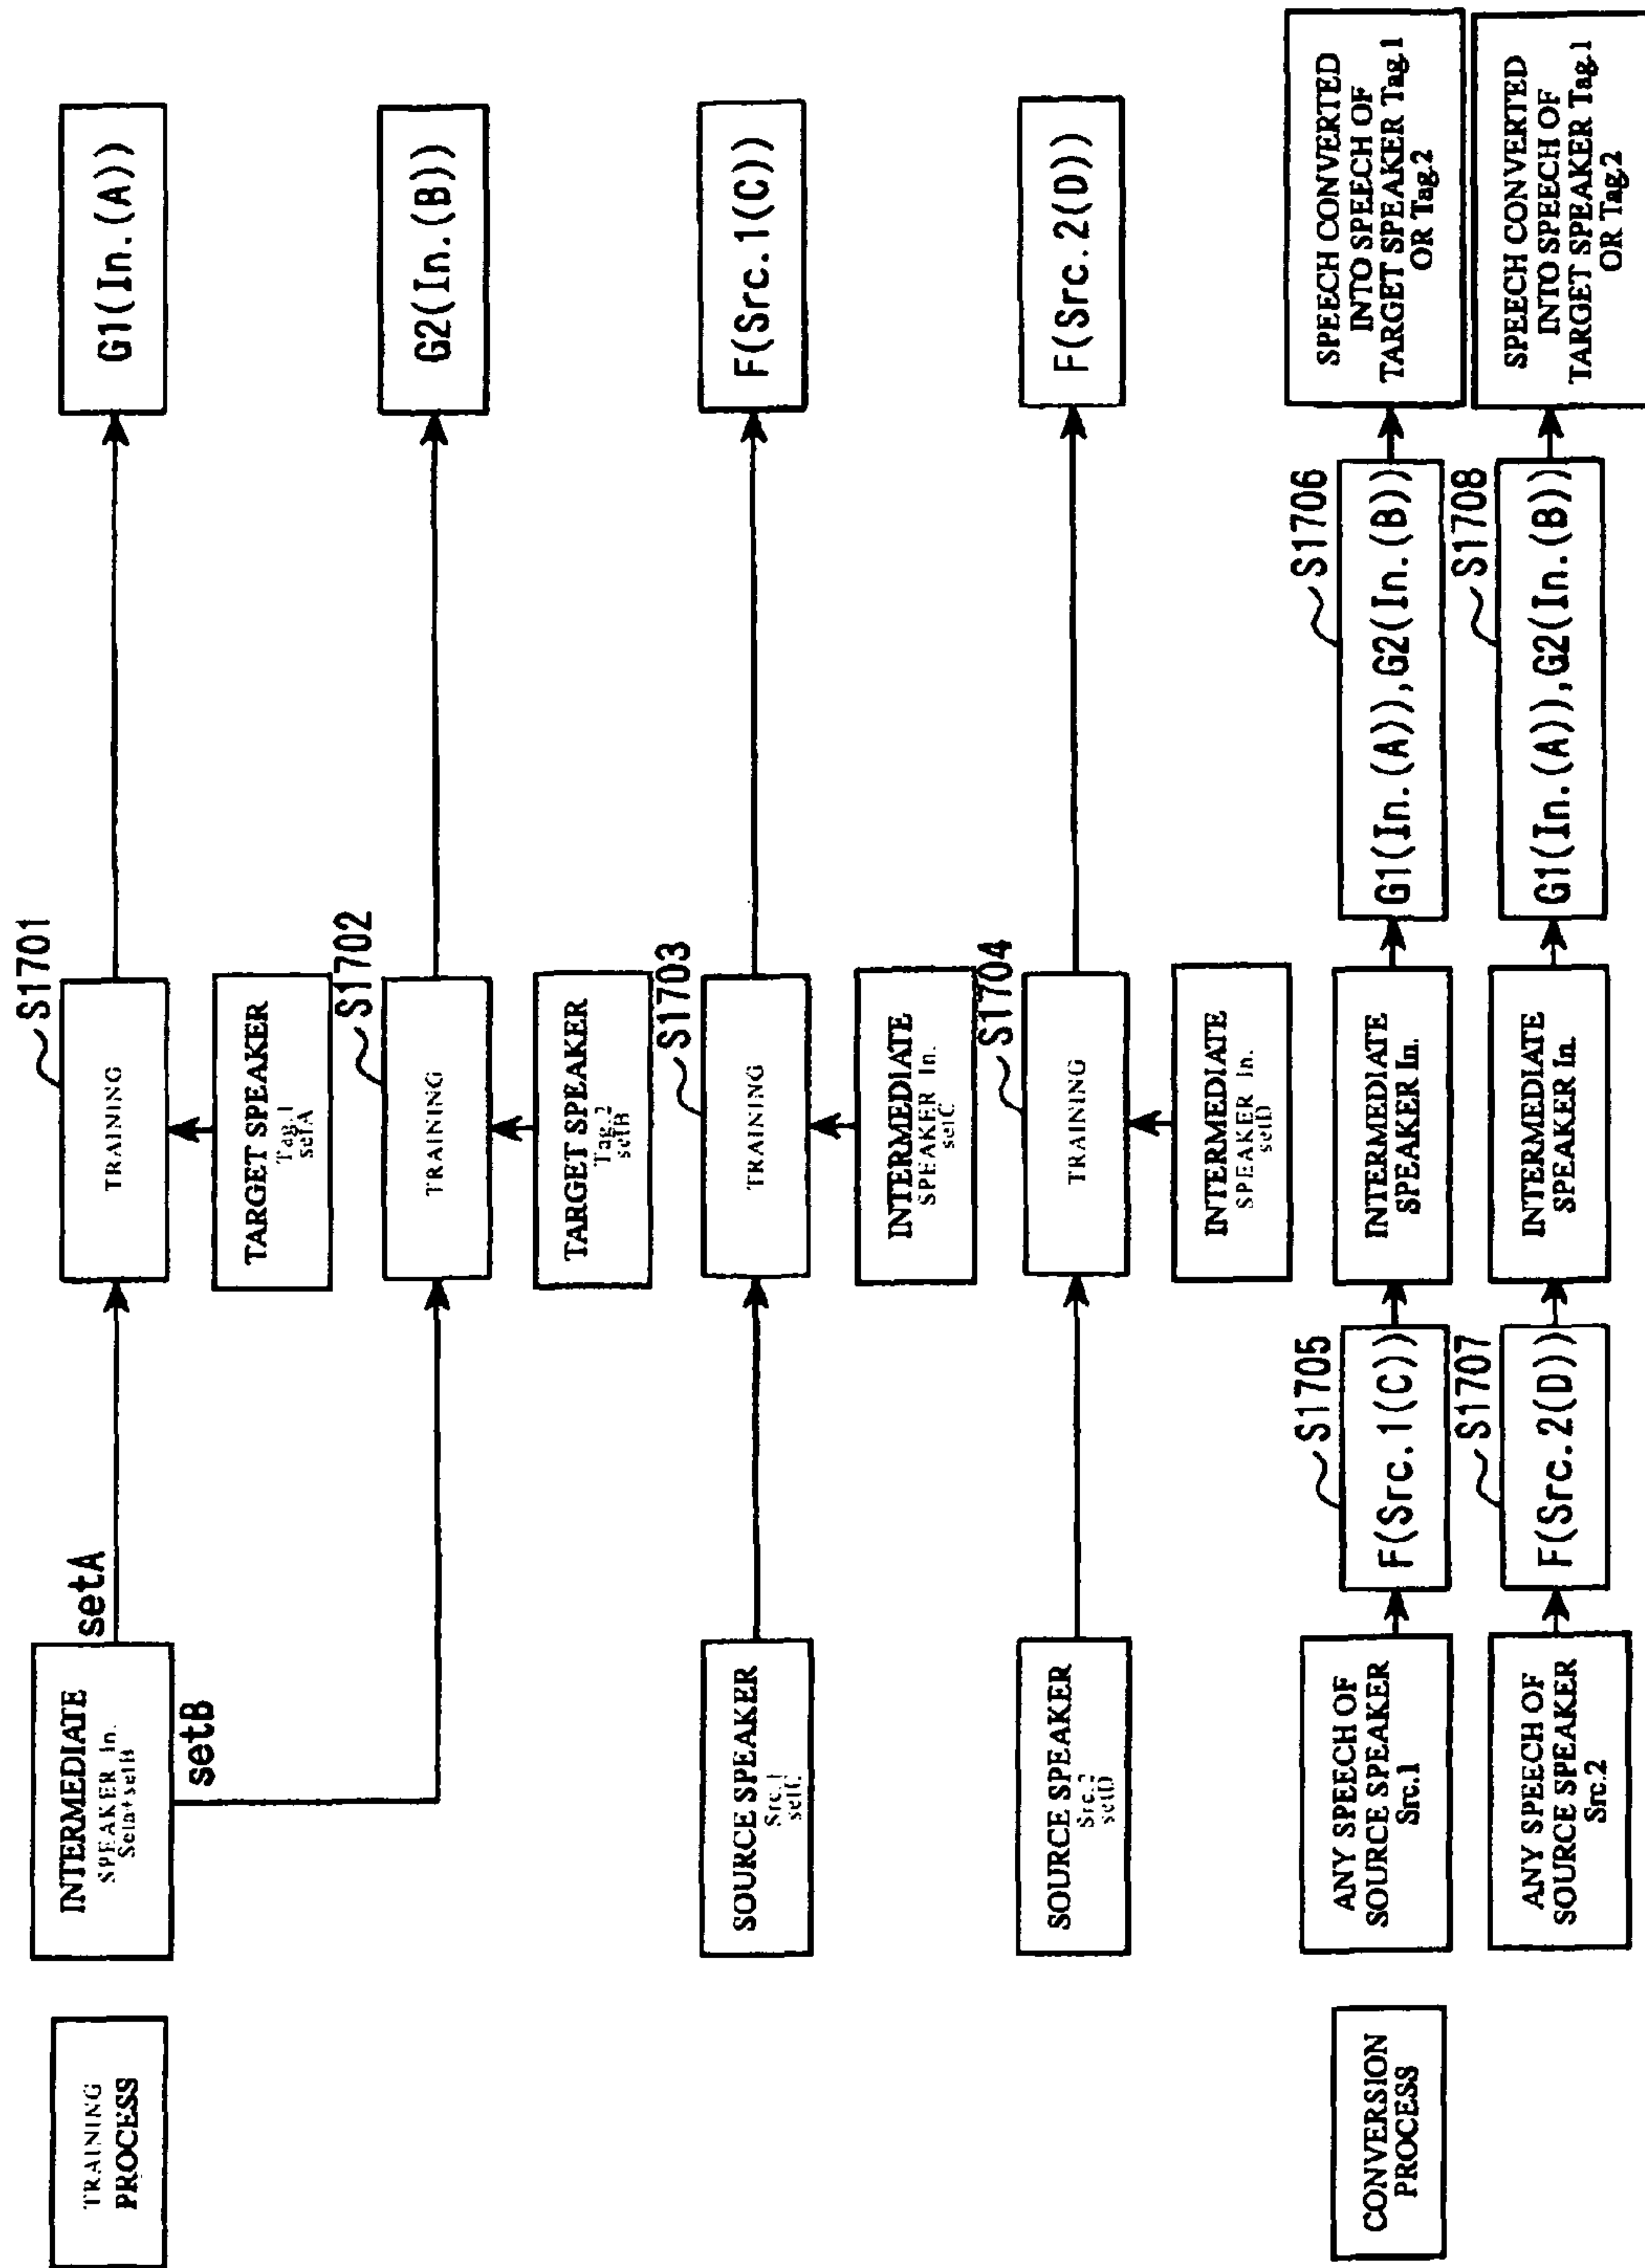 TRAINING
PROCESS
INTERMEDIATE
SPEAKER In.
SetA+setB
setA
setB
S1701
TRAINING
TARGET SPEAKER
Tag.1
setA
G1(In.(A))
S1702
TRAINING
TARGET SPEAKER
Tag.2
setB
G2(In.(B))
SOURCE SPEAKER
Src.1
setC
S1703
TRAINING
INTERMEDIATE
SPEAKER In.
setC
F(Src.1(C))
SOURCE SPEAKER
Src.2
setD
S1704
TRAINING
INTERMEDIATE
SPEAKER In.
setD
F(Src.2(D))
CONVERSION
PROCESS
ANY SPEECH OF
SOURCE SPEAKER
Src.1
S1705
F(Src.1(C))
INTERMEDIATE
SPEAKER In.
S1706
G1(In.(A)),G2(In.(B))
SPEECH CONVERTED
INTO SPEECH OF
TARGET SPEAKER Tag.1
OR Tag.2
ANY SPEECH OF
SOURCE SPEAKER
Src.2
S1707
F(Src.2(D))
INTERMEDIATE
SPEAKER In.
S1708
G1(In.(A)),G2(In.(B))
SPEECH CONVERTED
INTO SPEECH OF
TARGET SPEAKER Tag.1
OR Tag.2